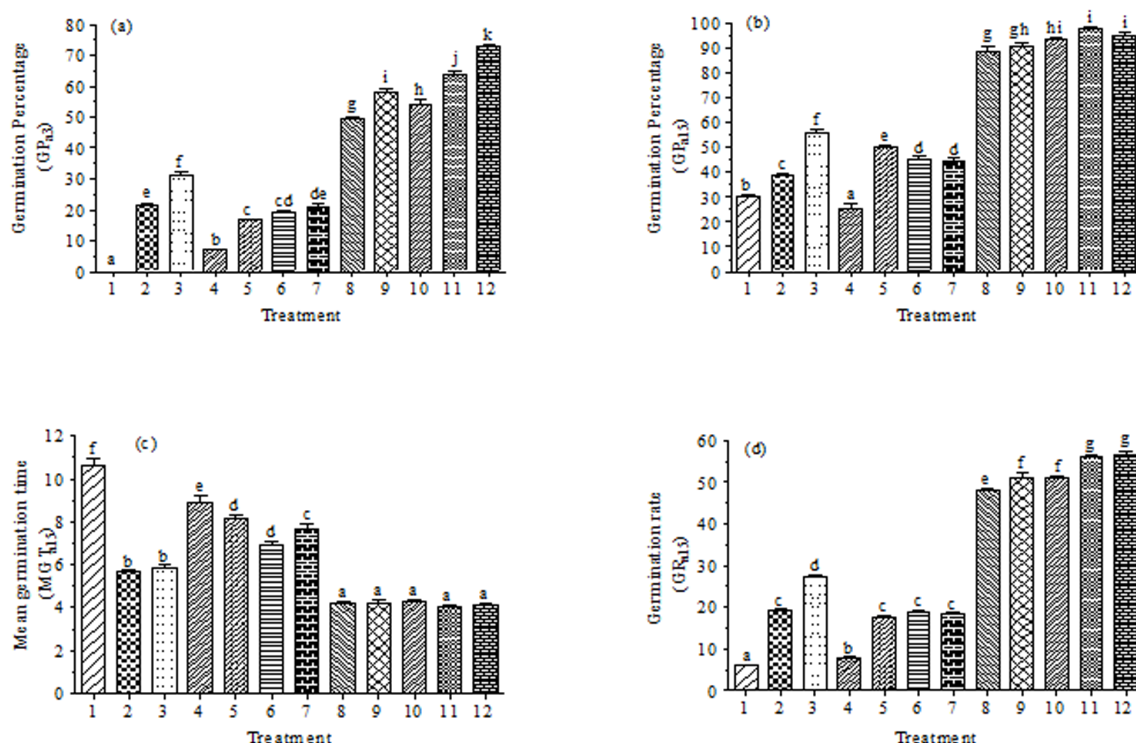 (a)
Germination Percentage
(GPn3)
80
70
60
50
40
30
20
10
0
a e f b c cd de g i h j k
1 2 3 4 5 6 7 8 9 10 11 12
Treatment
(b)
Germination Percentage
(GPn15)
100
90
80
70
60
50
40
30
20
10
0
b c f a e d d g gh hi i i
1 2 3 4 5 6 7 8 9 10 11 12
Treatment
(c)
Mean germination time
(MGTn15)
12
10
8
6
4
2
0
f b b e d d c a a a a a
1 2 3 4 5 6 7 8 9 10 11 12
Treatment
(d)
Germination rate
(GRn15)
60
50
40
30
20
10
0
a c d b c c c e f f g g
1 2 3 4 5 6 7 8 9 10 11 12
Treatment